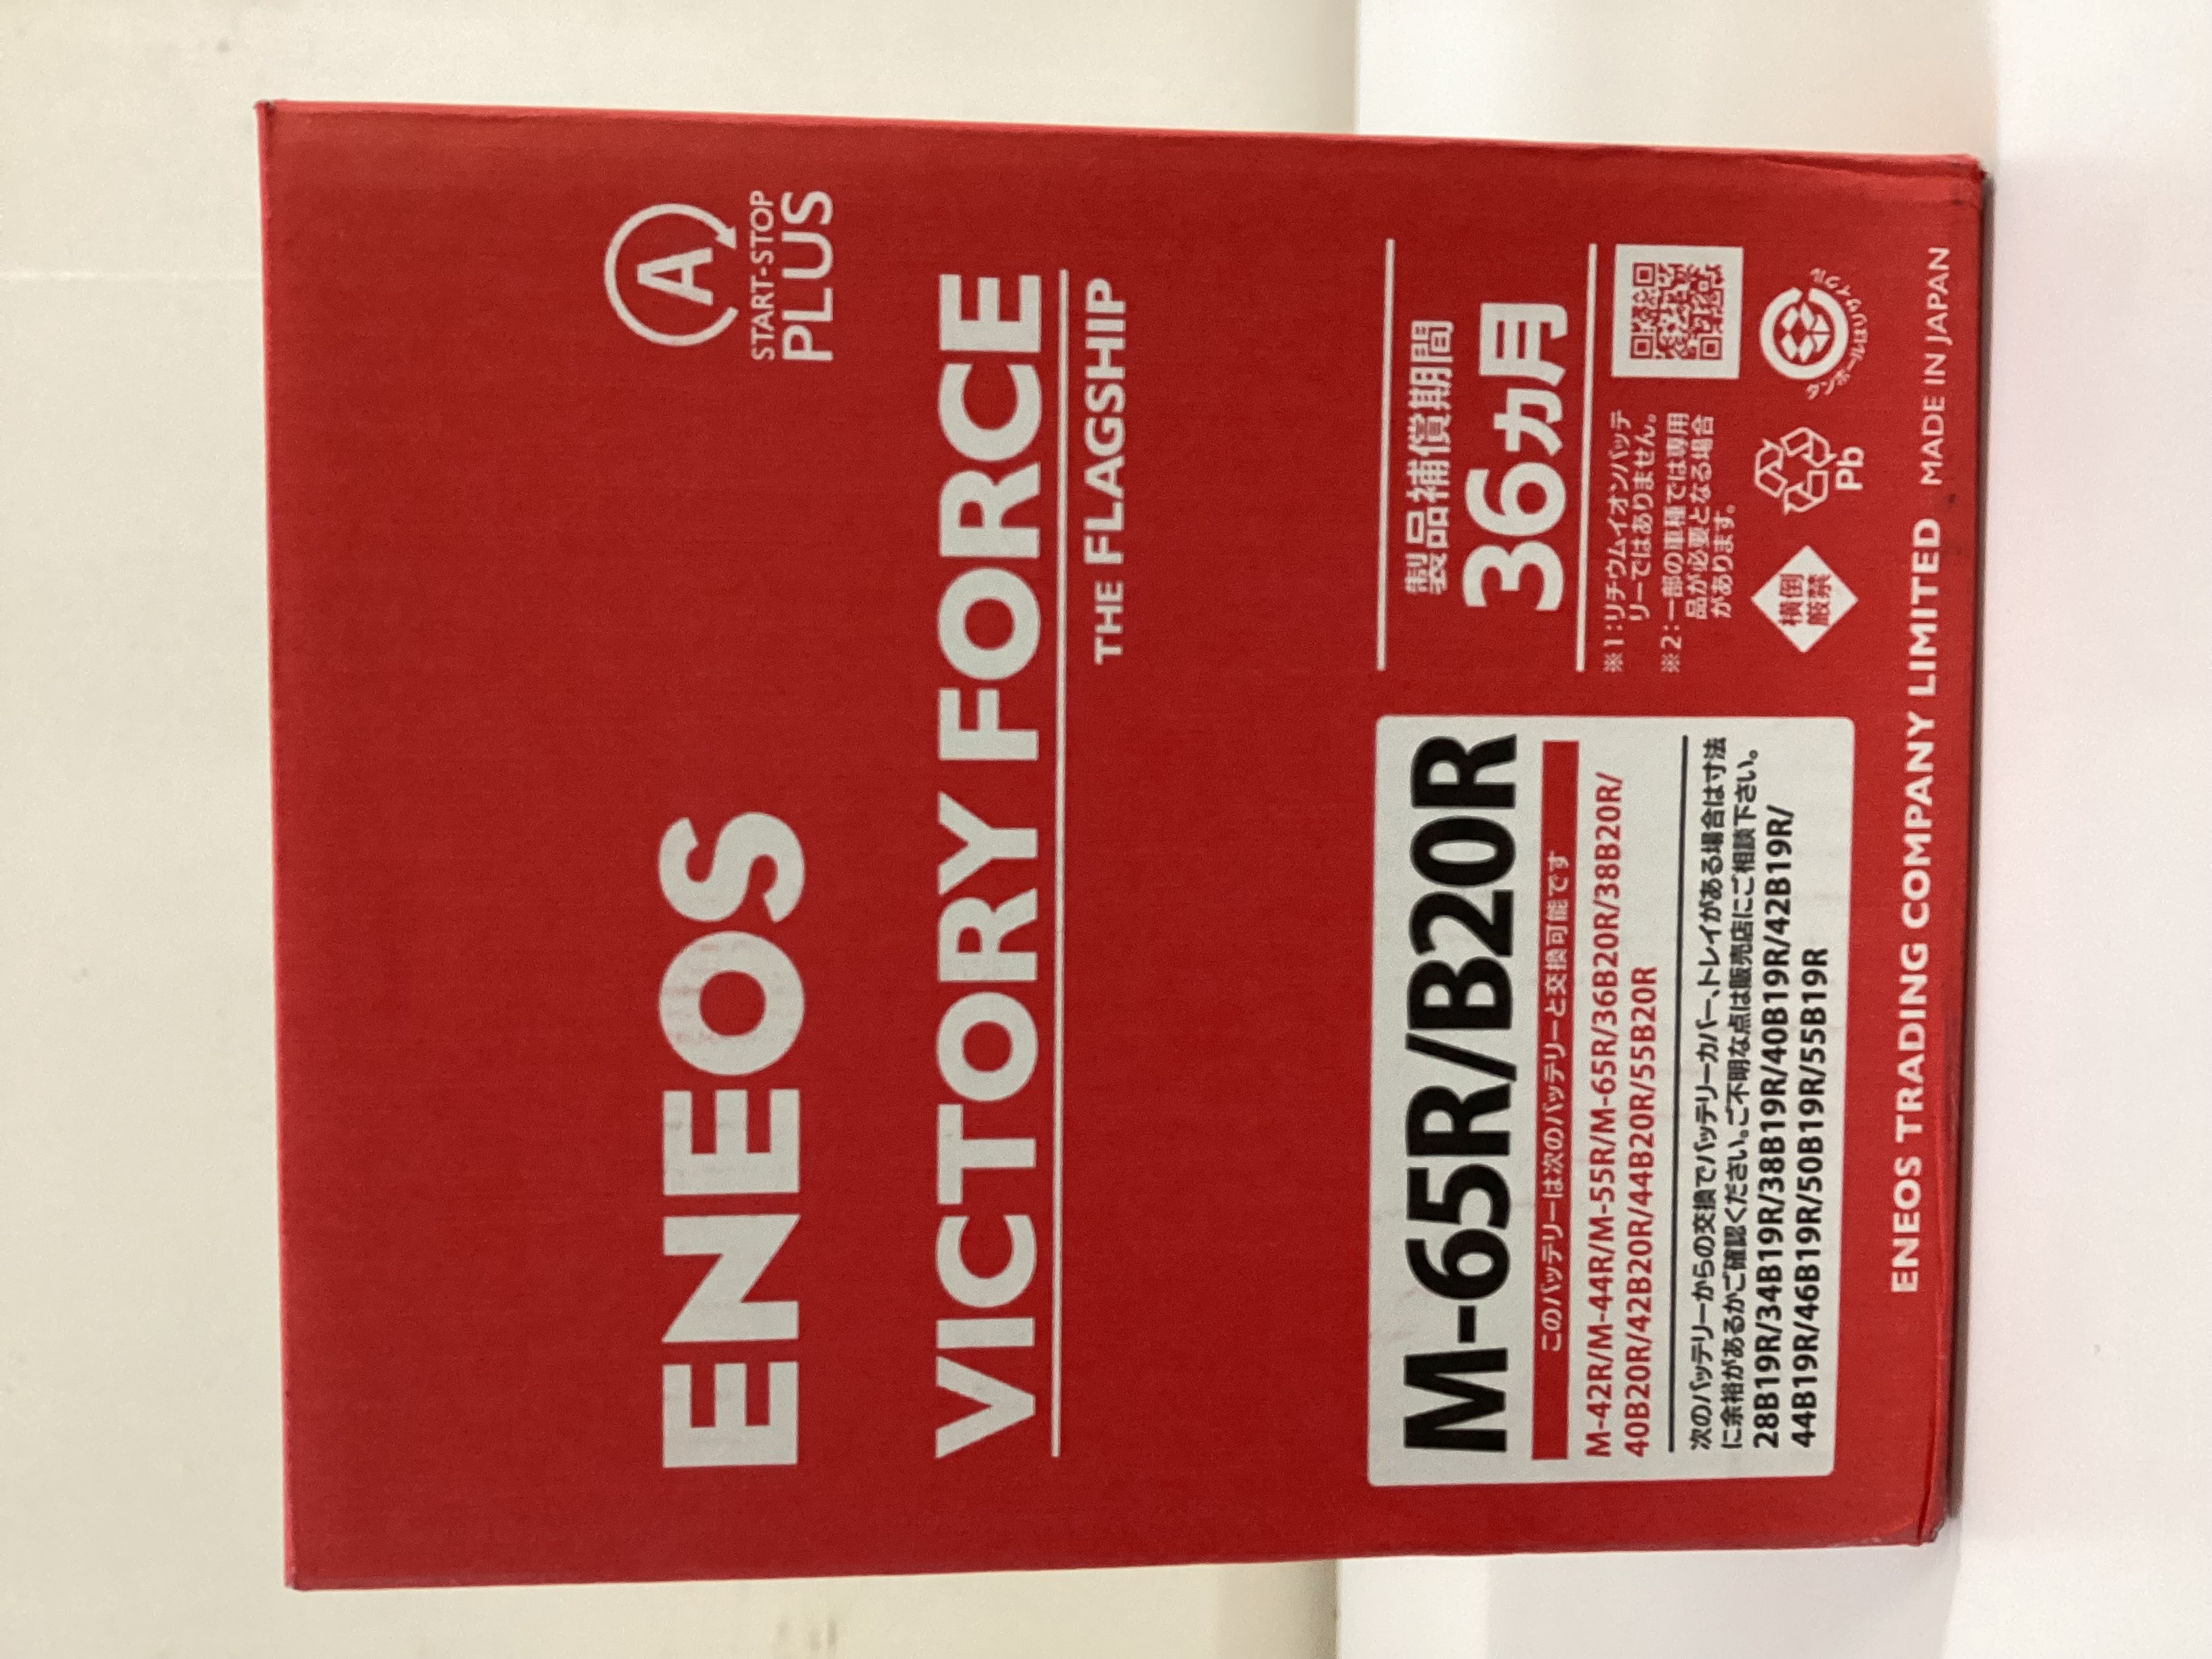 A
START-STOP
PLUS
ENEOS
VICTORY FORCE
THE FLAGSHIP
M-65R/B20R
このバッテリーは次のバッテリーと交換可能です
M-42R/M-44R/M-55R/M-65R/36B20R/38B20R/
40B20R/42B20R/44B20R/55B20R
次のバッテリーからの交換でバッテリーカバー、トレイがある場合は寸法
に余裕があるかご確認ください。ご不明な点は販売店にご相談下さい。
28B19R/34B19R/38B19R/40B19R/42B19R/
44B19R/46B19R/50B19R/55B19R
製品補償期間
36カ月
※1:リチウムイオンバッテ
リーではありません。
※2:一部の車種では専用
品が必要となる場合
があります。
横倒
厳禁
Pb
ダンボールはリサイクル
ENEOS TRADING COMPANY LIMITED MADE IN JAPAN